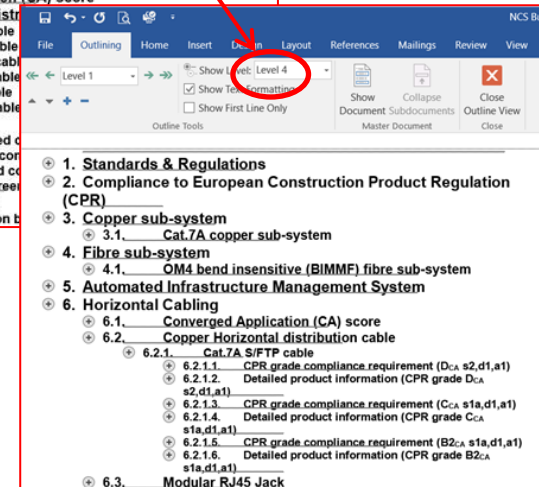 (CA) score
NCS B
File Outlining Home Insert Design Layout References Mailings Review View
Level 1 Show Level: Level 4
Show Text Formatting
Show First Line Only
Show Document Collapse Subdocuments Close Outline View
Outline Tools Master Document Close
1. Standards & Regulations
2. Compliance to European Construction Product Regulation
(CPR)
3. Copper sub-system
3.1. Cat.7A copper sub-system
4. Fibre sub-system
4.1. OM4 bend insensitive (BIMMF) fibre sub-system
5. Automated Infrastructure Management System
6. Horizontal Cabling
6.1. Converged Application (CA) score
6.2. Copper Horizontal distribution cable
6.2.1. Cat.7A S/FTP cable
6.2.1.1. CPR grade compliance requirement (DCA s2,d1,a1)
6.2.1.2. Detailed product information (CPR grade DCA
s2,d1,a1)
6.2.1.3. CPR grade compliance requirement (CCA s1a,d1,a1)
6.2.1.4. Detailed product information (CPR grade CCA
s1a,d1,a1)
6.2.1.5. CPR grade compliance requirement (B2CA s1a,d1,a1)
6.2.1.6. Detailed product information (CPR grade B2CA
s1a,d1,a1)
6.3. Modular RJ45 Jack